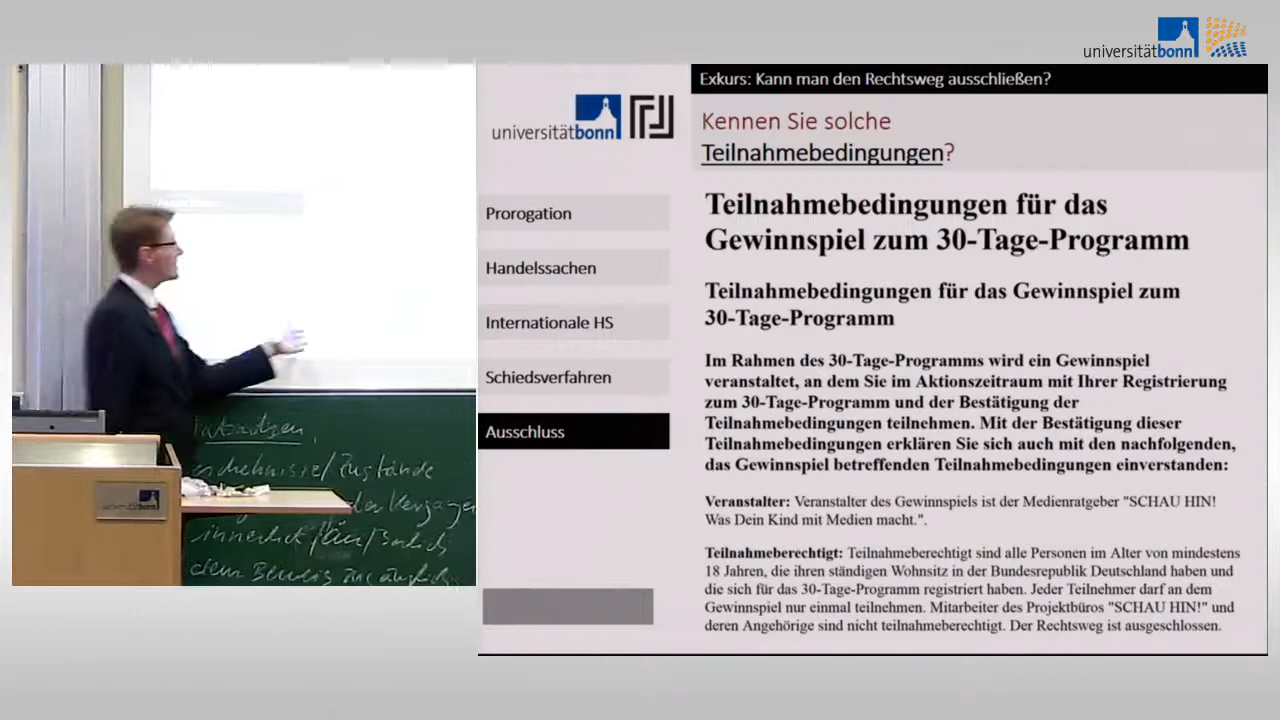 universitätbonn
Exkurs: Kann man den Rechtsweg ausschließen?
universitätbonn
Kennen Sie solche
Teilnahmebedingungen?
Prorogation
Handelssachen
Internationale HS
Schiedsverfahren
Ausschluss
Teilnahmebedingungen für das
Gewinnspiel zum 30-Tage-Programm
Teilnahmebedingungen für das Gewinnspiel zum
30-Tage-Programm
Im Rahmen des 30-Tage-Programms wird ein Gewinnspiel
veranstaltet, an dem Sie im Aktionszeitraum mit Ihrer Registrierung
zum 30-Tage-Programm und der Bestätigung der
Teilnahmebedingungen teilnehmen. Mit der Bestätigung dieser
Teilnahmebedingungen erklären Sie sich auch mit den nachfolgenden,
das Gewinnspiel betreffenden Teilnahmebedingungen einverstanden:
Veranstalter: Veranstalter des Gewinnspiels ist der Medienratgeber "SCHAU HIN!
Was Dein Kind mit Medien macht.".
Teilnahmeberechtigt: Teilnahmeberechtigt sind alle Personen im Alter von mindestens
18 Jahren, die ihren ständigen Wohnsitz in der Bundesrepublik Deutschland haben und
die sich für das 30-Tage-Programm registriert haben. Jeder Teilnehmer darf an dem
Gewinnspiel nur einmal teilnehmen. Mitarbeiter des Projektbüros "SCHAU HIN!" und
deren Angehörige sind nicht teilnahmeberechtigt. Der Rechtsweg ist ausgeschlossen.
/Zustände
der
innerlich/
dem Beweis
universitätbonn